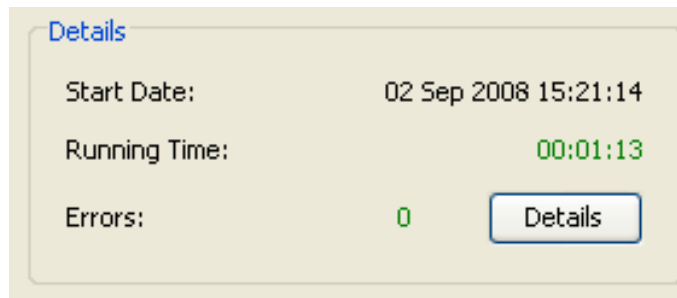 Details
Start Date: 02 Sep 2008 15:21:14
Running Time: 00:01:13
Errors: 0 Details